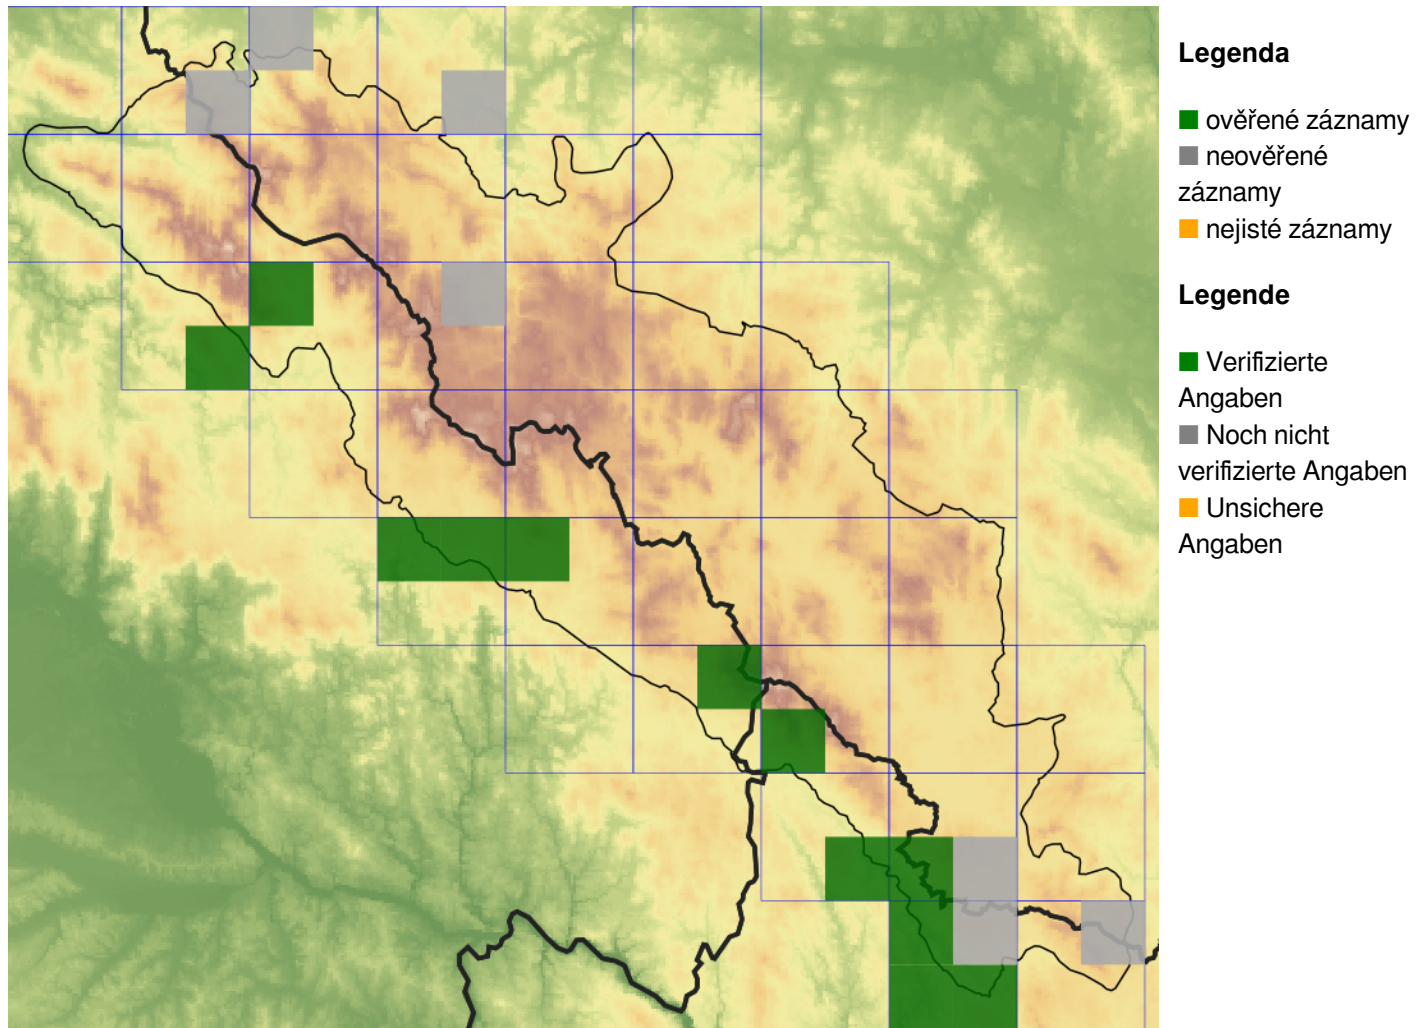 Legenda
ověřené záznamy
neověřené
záznamy
nejisté záznamy
Legende
Verifizierte
Angaben
Noch nicht
verifizierte Angaben
Unsichere
Angaben